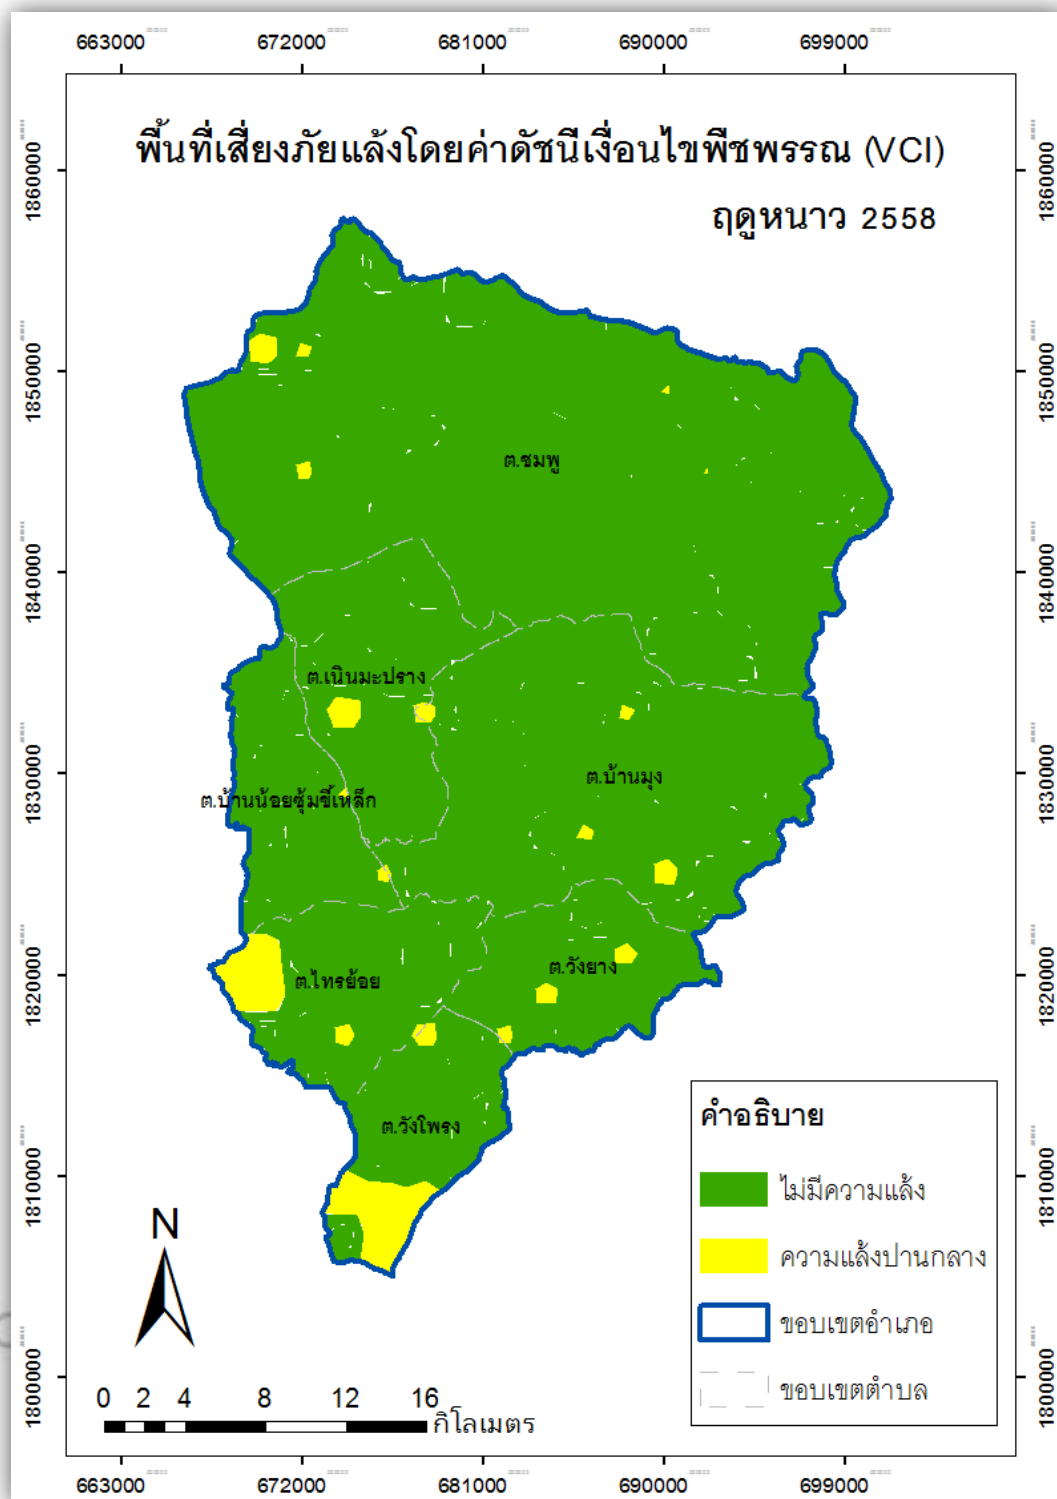 663000 672000 681000 690000 699000
พื้นที่เสี่ยงภัยแล้งโดยค่าดัชนีเงื่อนไขพืชพรรณ (VCI)
ฤดูหนาว 2558
1860000 1860000
1850000 1850000
ต.ชมพู
1840000 1840000
ต.เนินมะปราง
1830000 1830000
ต.บ้านมุง
ต.บ้านน้อยซุ้มขี้เหล็ก
ต.วังยาง
1820000 1820000
ต.ไทรย้อย
คำอธิบาย
ต.วังโพรง
1810000 1810000
ไม่มีความแล้ง
N
ความแล้งปานกลาง
ขอบเขตอำเภอ
1800000 1800000
ขอบเขตตำบล
0 2 4 8 12 16
กิโลเมตร
663000 672000 681000 690000 699000